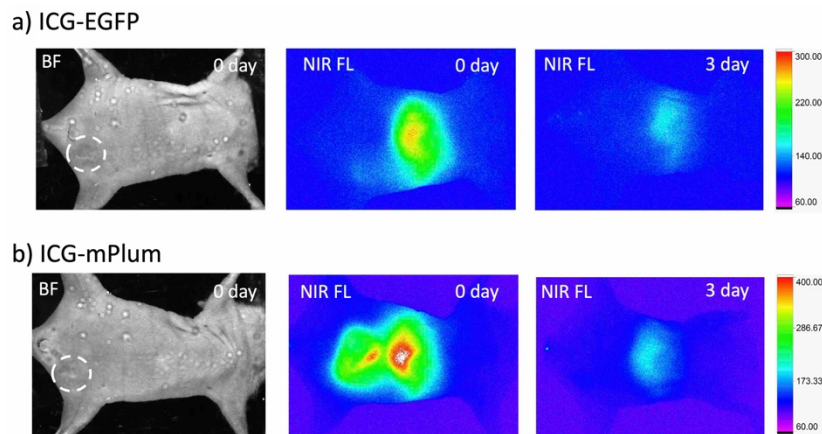 a) ICG-EGFP
BF
0 day
NIR FL
0 day
NIR FL
3 day
300.00
220.00
140.00
60.00
b) ICG-mPlum
BF
0 day
NIR FL
0 day
NIR FL
3 day
400.00
286.67
173.33
60.00